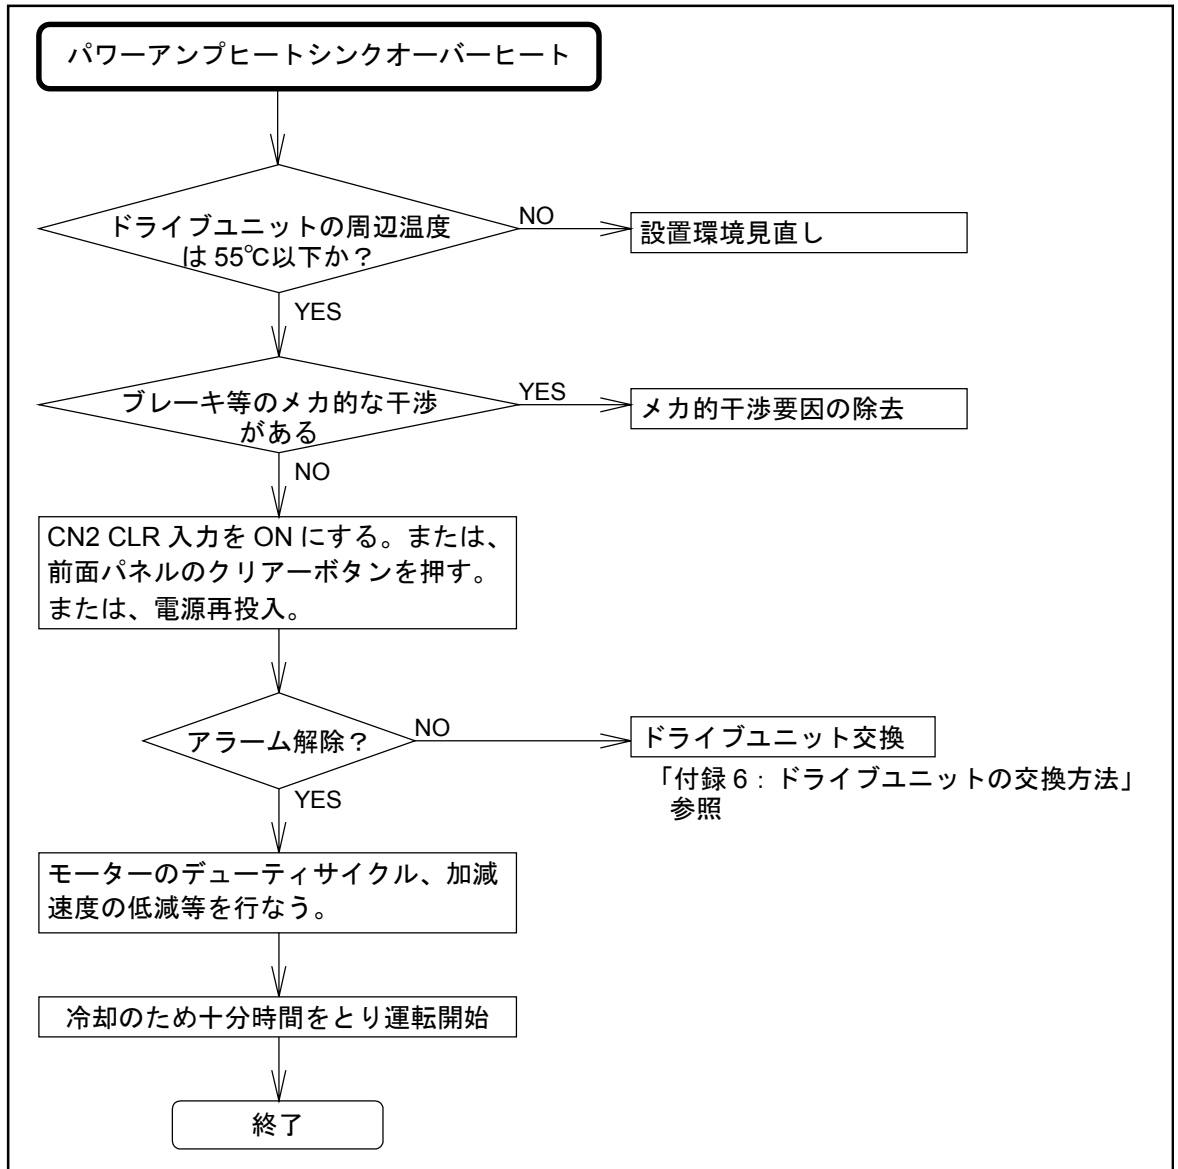 パワーアンプヒートシンクオーバーヒート
ドライブユニットの周辺温度
は 55℃以下か？
NO
設置環境見直し
YES
ブレーキ等のメカ的な干渉
がある
YES
メカ的干渉要因の除去
NO
CN2 CLR 入力を ON にする。または、
前面パネルのクリアーボタンを押す。
または、電源再投入。
アラーム解除？
NO
ドライブユニット交換
「付録 6：ドライブユニットの交換方法」
参照
YES
モーターのデューティサイクル、加減
速度の低減等を行なう。
冷却のため十分時間をとり運転開始
終了